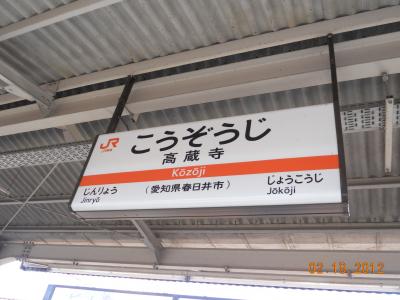 JR
こうぞうじ
高蔵寺
Kōzōji
(愛知県春日井市)
じんりょう
Jinryō
じょうこうじ
Jōkōji
02.16.2012